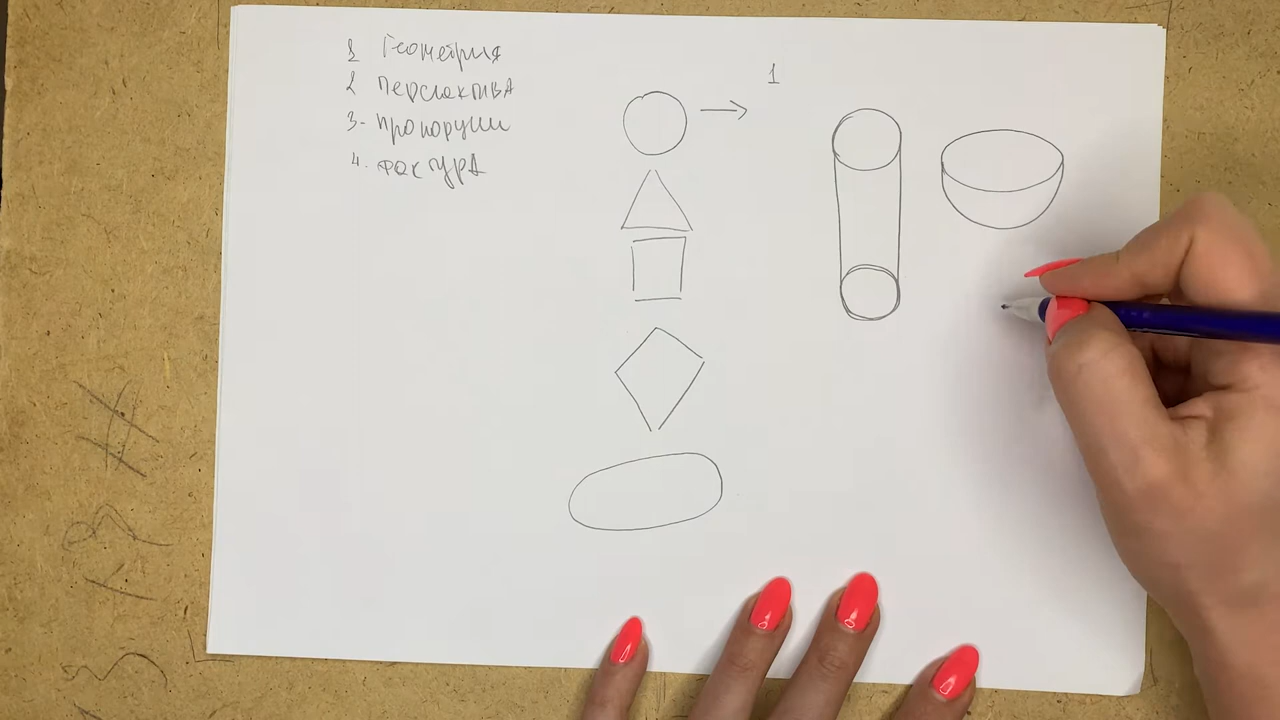 1 Геометрия
2 Перспектива
3- пропорции
4. фактура
1